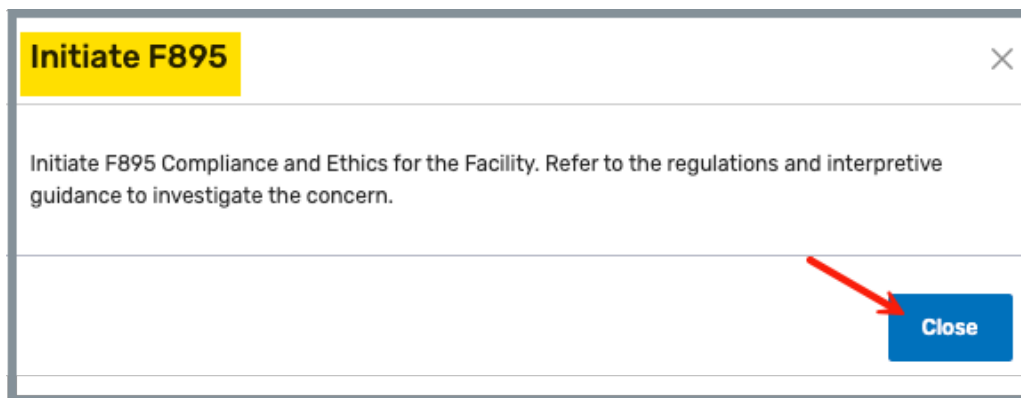 Initiate F895
Initiate F895 Compliance and Ethics for the Facility. Refer to the regulations and interpretive
guidance to investigate the concern.
Close